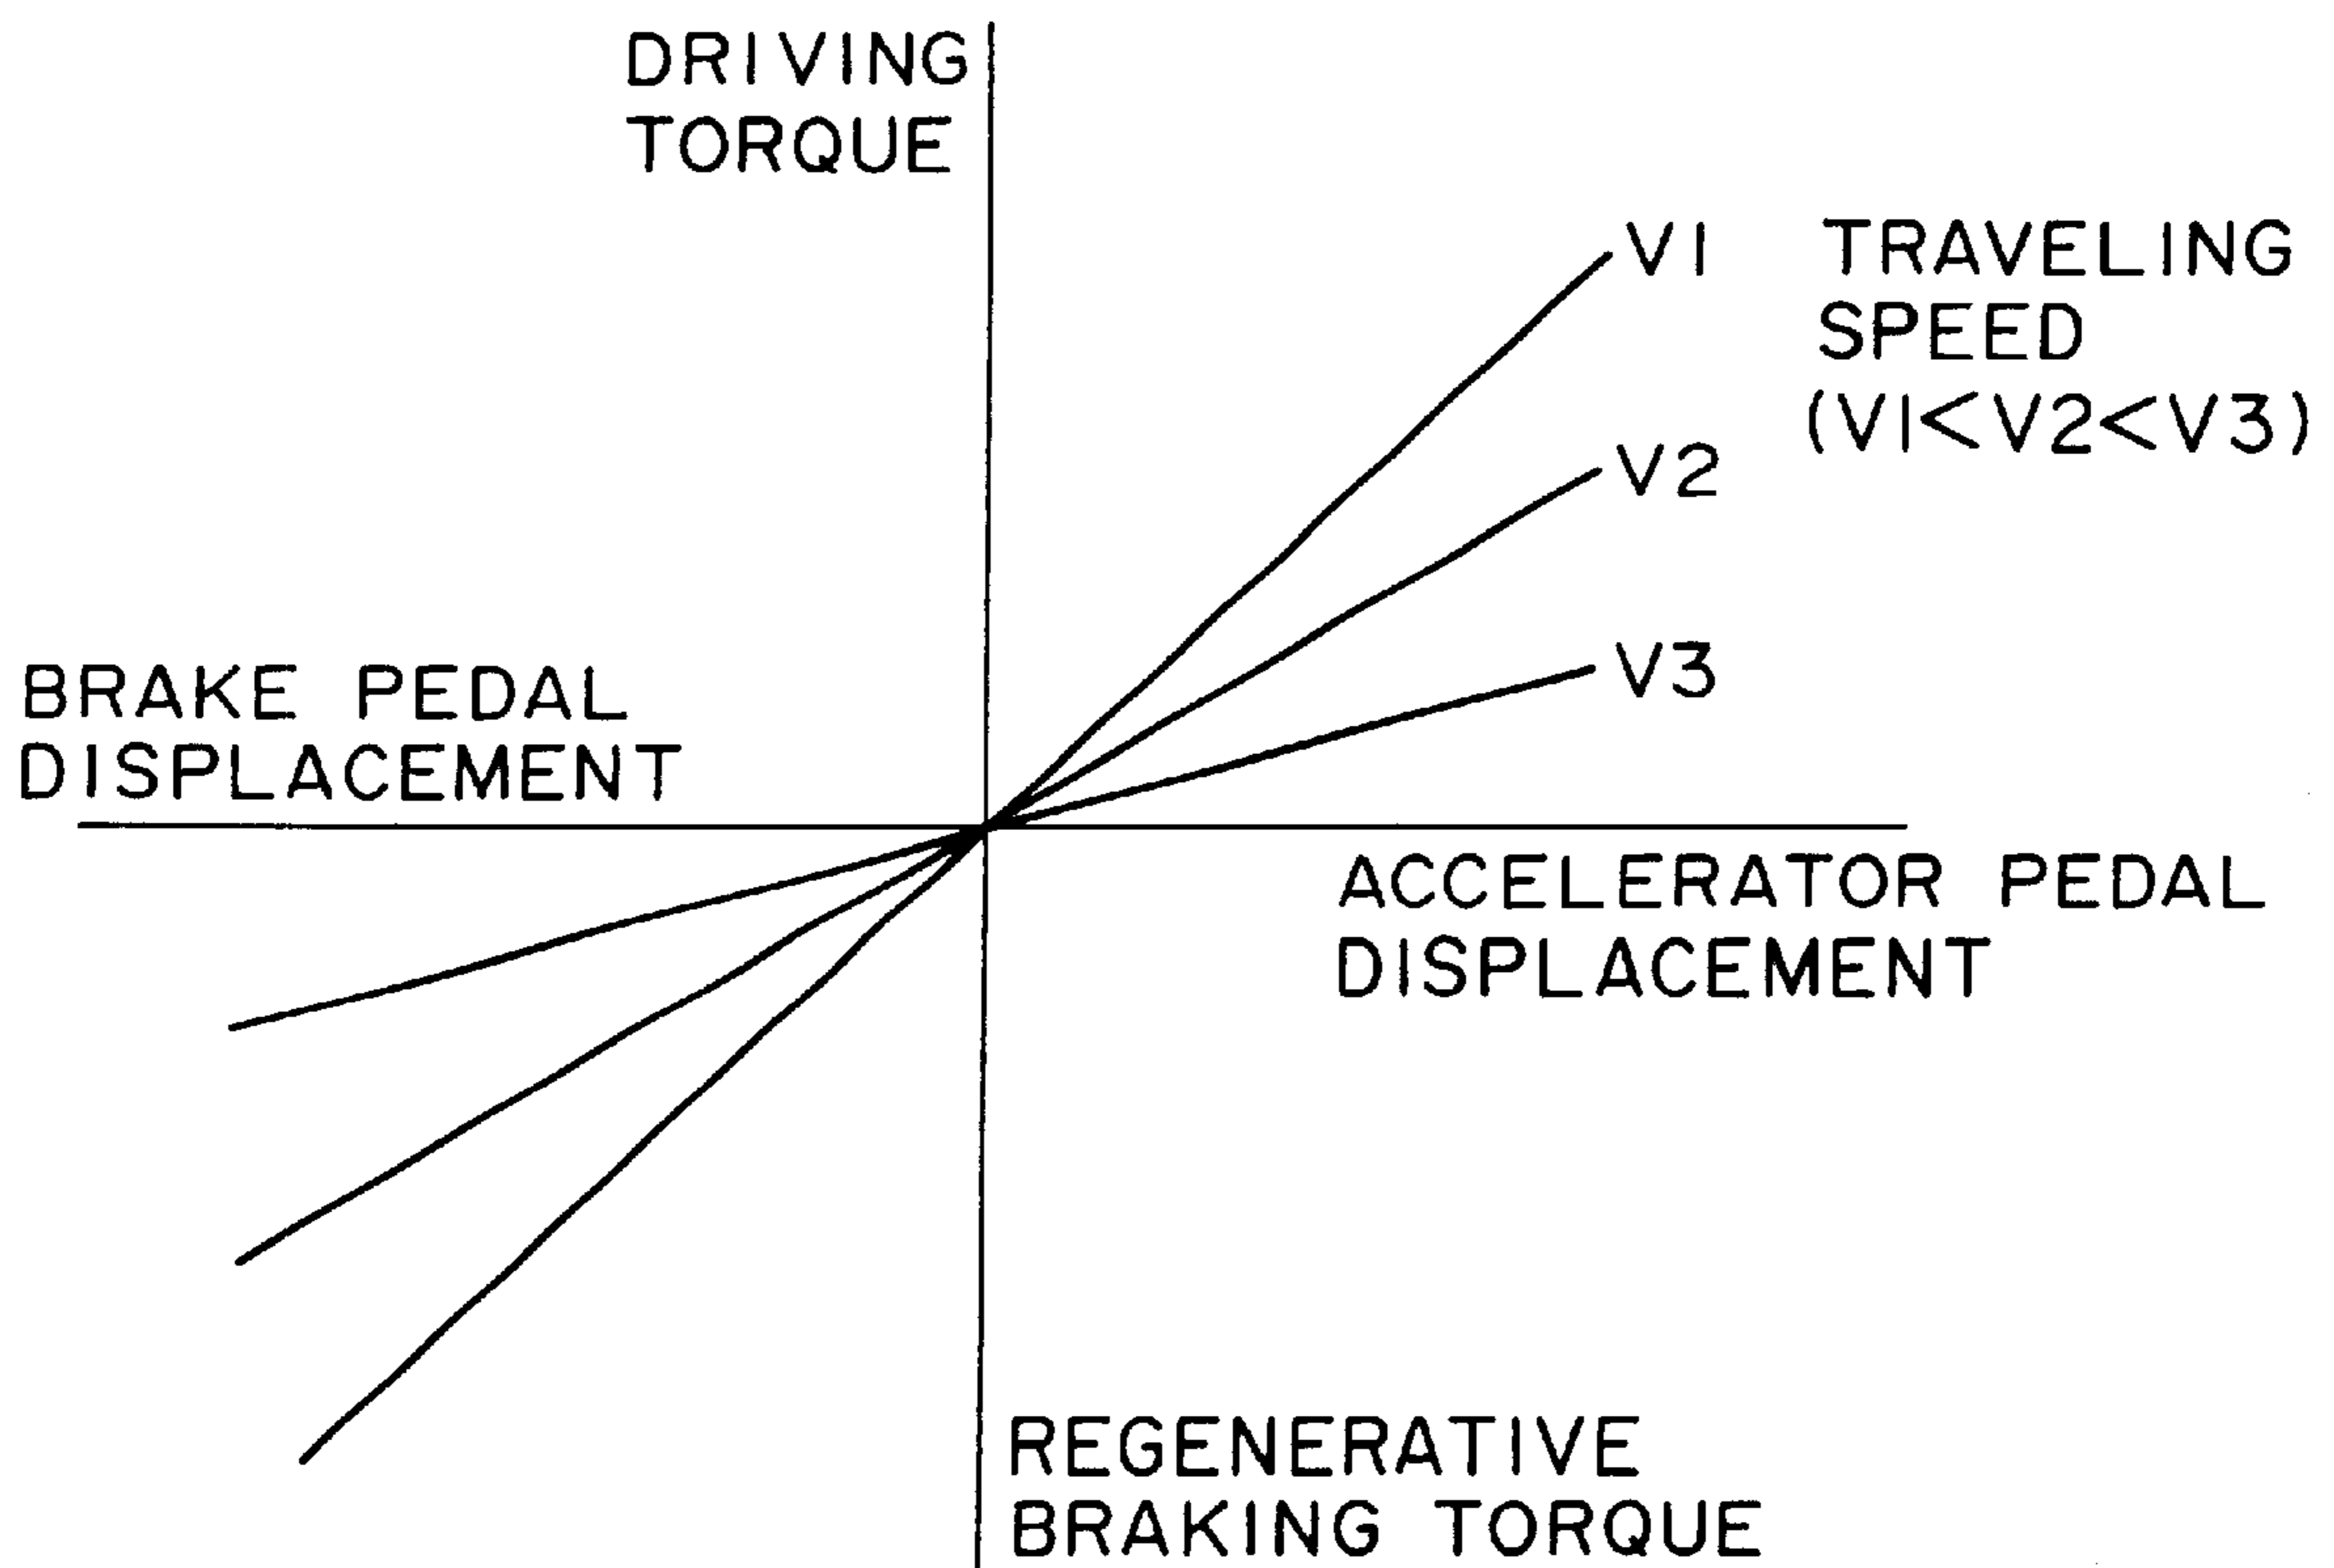 DRIVING
TORQUE
V1
TRAVELING
SPEED
(V1<V2<V3)
V2
V3
BRAKE PEDAL
DISPLACEMENT
ACCELERATOR PEDAL
DISPLACEMENT
REGENERATIVE
BRAKING TORQUE